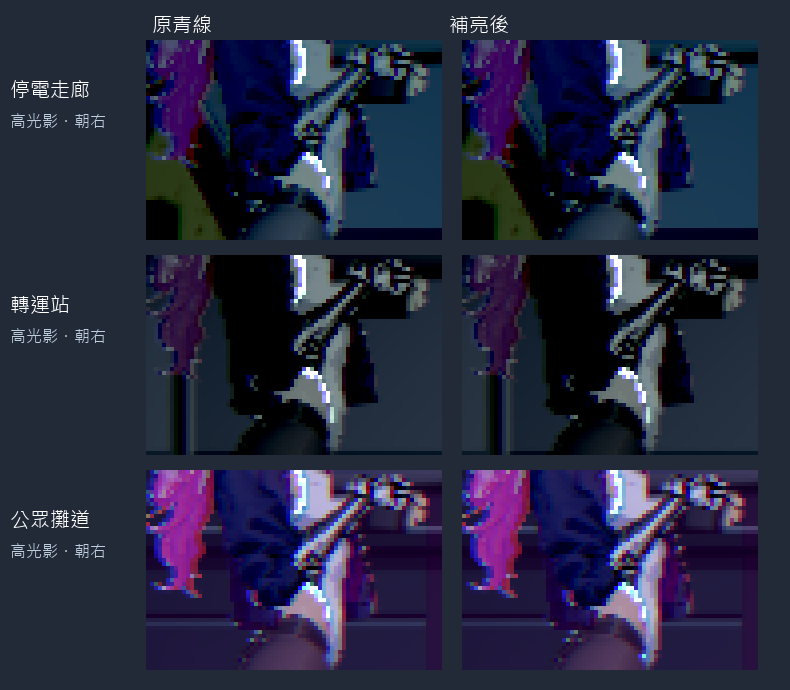 原青線
補亮後
停電走廊
高光影 · 朝右
轉運站
高光影 · 朝右
公眾攤道
高光影 · 朝右